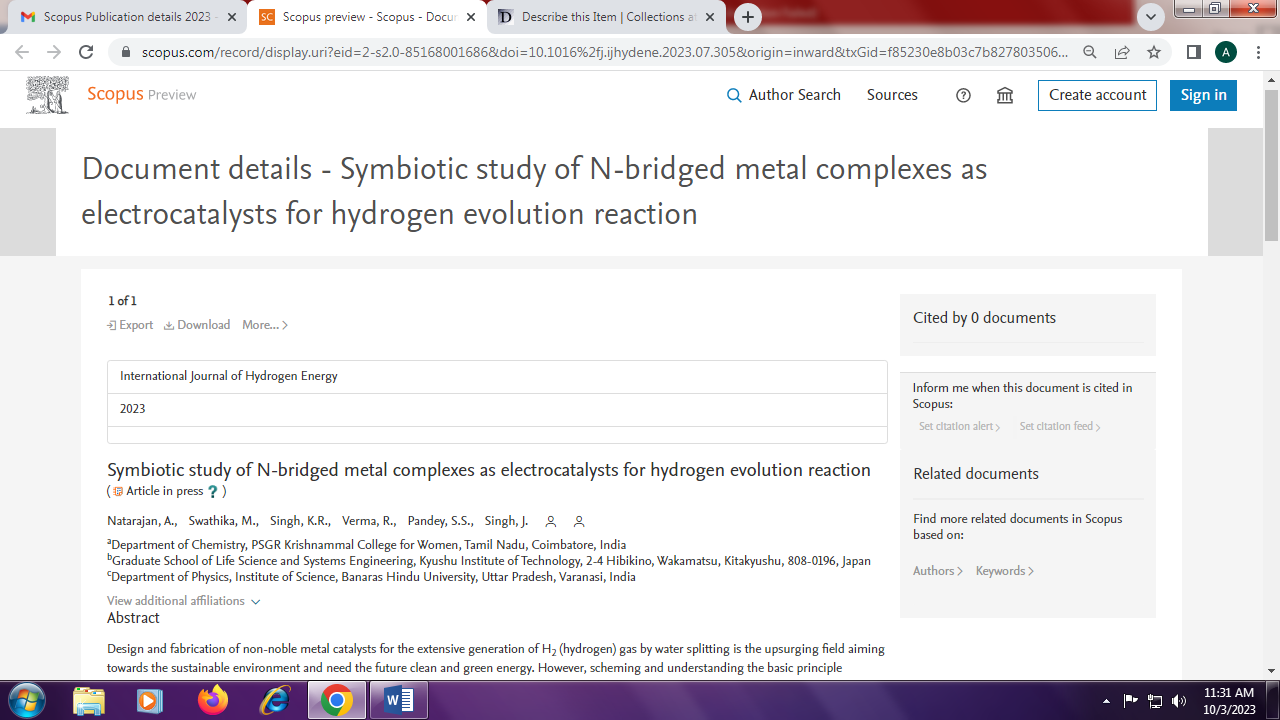 Scopus Publication details 2023 -
Scopus preview - Scopus - Docu
Describe this Item | Collections a
scopus.com/record/display.uri?eid=2-s2.0-85168001686&doi=10.1016%2fj.ijhydene.2023.07.305&origin=inward&txGid=f85230e8b03c7b827803506...
A
Scopus Preview
Author Search
Sources
Create account
Sign in
Document details - Symbiotic study of N-bridged metal complexes as
electrocatalysts for hydrogen evolution reaction
1 of 1
Export Download More... >
International Journal of Hydrogen Energy
2023
Symbiotic study of N-bridged metal complexes as electrocatalysts for hydrogen evolution reaction
( Article in press ? )
Natarajan, A., Swathika, M., Singh, K.R., Verma, R., Pandey, S.S., Singh, J.
aDepartment of Chemistry, PSGR Krishnammal College for Women, Tamil Nadu, Coimbatore, India
bGraduate School of Life Science and Systems Engineering, Kyushu Institute of Technology, 2-4 Hibikino, Wakamatsu, Kitakyushu, 808-0196, Japan
cDepartment of Physics, Institute of Science, Banaras Hindu University, Uttar Pradesh, Varanasi, India
View additional affiliations
Abstract
Design and fabrication of non-noble metal catalysts for the extensive generation of H2 (hydrogen) gas by water splitting is the upsurging field aiming
towards the sustainable environment and need the future clean and green energy. However, scheming and understanding the basic principle
Cited by 0 documents
Inform me when this document is cited in
Scopus:
Set citation alert > Set citation feed >
Related documents
Find more related documents in Scopus
based on:
Authors > Keywords >
11:31 AM
10/3/2023